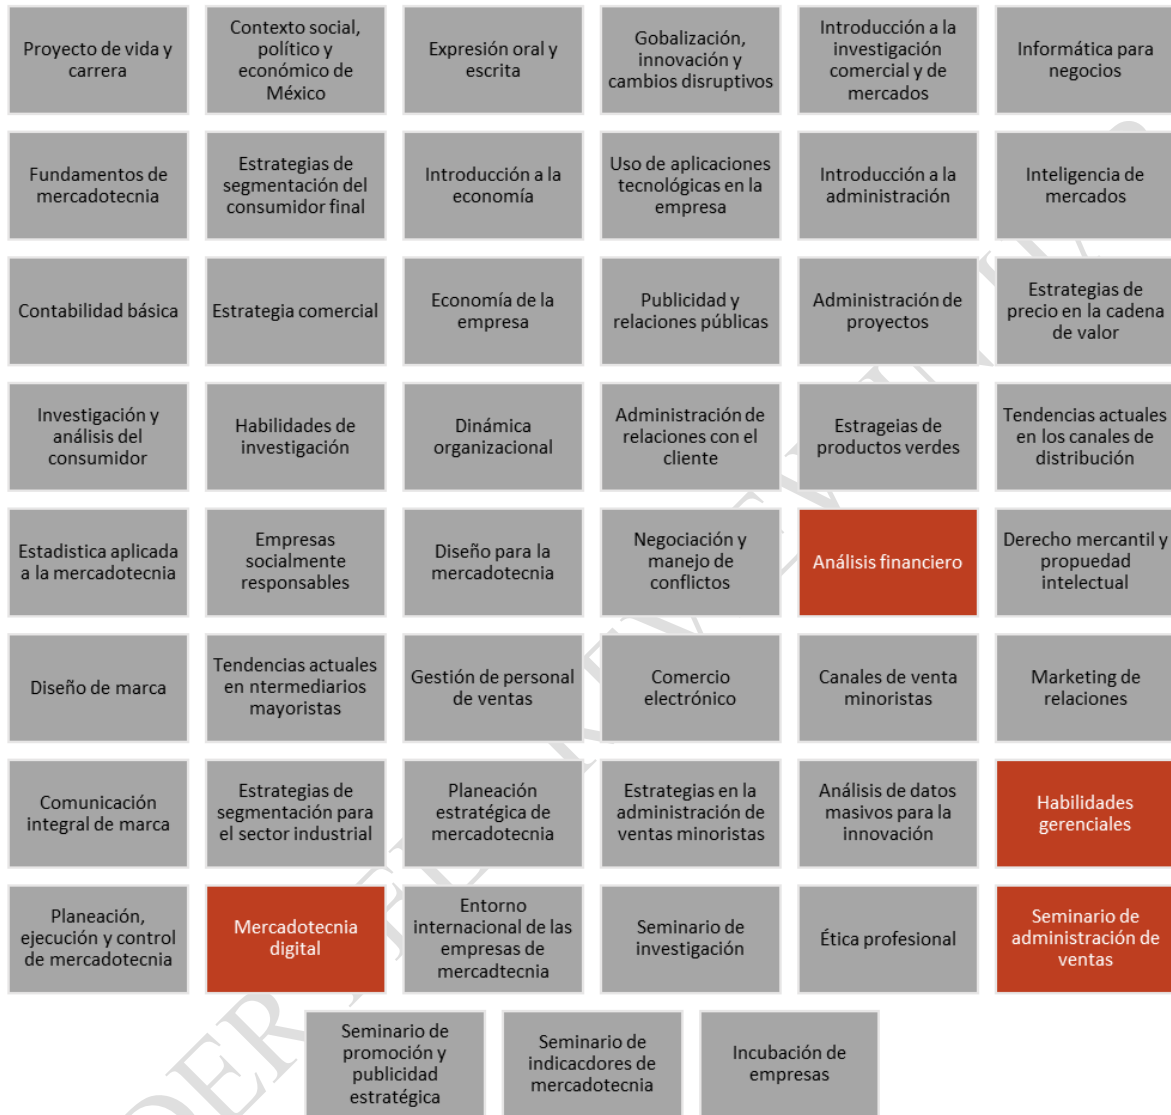 Proyecto de vida y
carrera
Contexto social,
político y
económico de
México
Expresión oral y
escrita
Gobalización,
innovación y
cambios disruptivos
Introducción a la
investigación
comercial y de
mercados
Informática para
negocios
Fundamentos de
mercadotecnia
Estrategias de
segmentación del
consumidor final
Introducción a la
economía
Uso de aplicaciones
tecnológicas en la
empresa
Introducción a la
administración
Inteligencia de
mercados
Contabilidad básica
Estrategia comercial
Economía de la
empresa
Publicidad y
relaciones públicas
Administración de
proyectos
Estrategias de
precio en la cadena
de valor
Investigación y
análisis del
consumidor
Habilidades de
investigación
Dinámica
organizacional
Administración de
relaciones con el
cliente
Estrageias de
productos verdes
Tendencias actuales
en los canales de
distribución
Estadistica aplicada
a la mercadotecnia
Empresas
socialmente
responsables
Diseño para la
mercadotecnia
Negociación y
manejo de
conflictos
Análisis financiero
Derecho mercantil y
propuedad
intelectual
Diseño de marca
Tendencias actuales
en ntermediarios
mayoristas
Gestión de personal
de ventas
Comercio
electrónico
Canales de venta
minoristas
Marketing de
relaciones
Comunicación
integral de marca
Estrategias de
segmentación para
el sector industrial
Planeación
estratégica de
mercadotecnia
Estrategias en la
administración de
ventas minoristas
Análisis de datos
masivos para la
innovación
Habilidades
gerenciales
Planeación,
ejecución y control
de mercadotecnia
Mercadotecnia
digital
Entorno
internacional de las
empresas de
mercadtecnia
Seminario de
investigación
Ética profesional
Seminario de
administración de
ventas
Seminario de
promoción y
publicidad
estratégica
Seminario de
indicacdores de
mercadotecnia
Incubación de
empresas